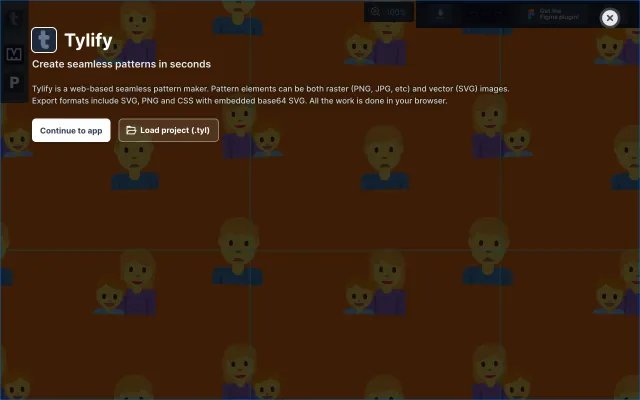 t
100%
Get the
Figma plugin!
t Tylify
M
Create seamless patterns in seconds
P
Tylify is a web-based seamless pattern maker. Pattern elements can be both raster (PNG, JPG, etc) and vector (SVG) images.
Export formats include SVG, PNG and CSS with embedded base64 SVG. All the work is done in your browser.
Continue to app
Load project (.tyl)